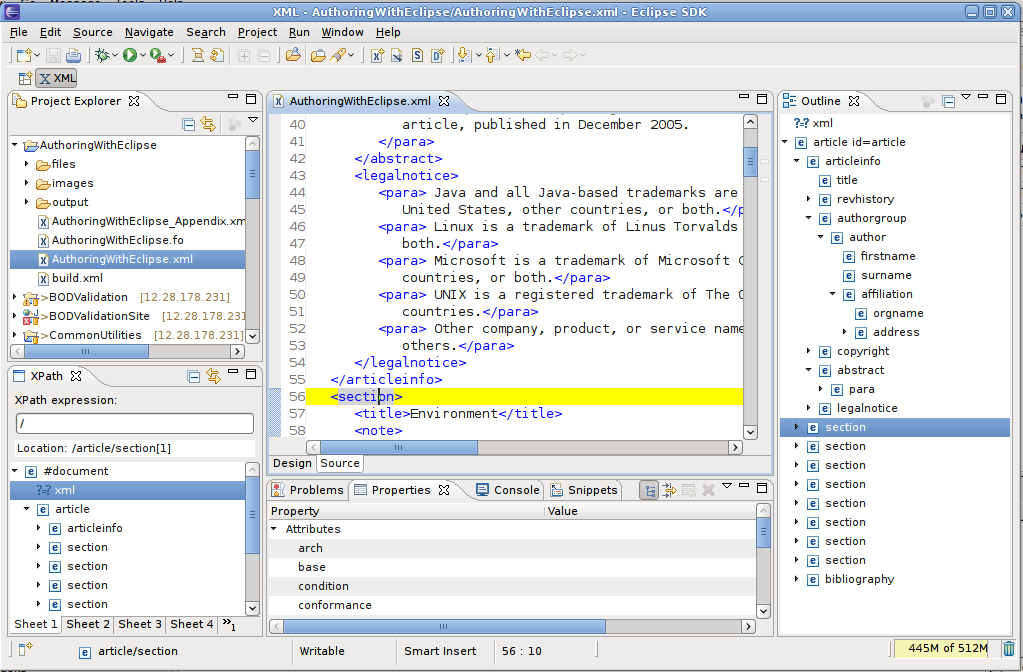 XML - AuthoringWithEclipse/AuthoringWithEclipse.xml - Eclipse SDK
File Edit Source Navigate Search Project Run Window Help
XML
Project Explorer
AuthoringWithEclipse
files
images
output
AuthoringWithEclipse_Appendix.xm
AuthoringWithEclipse.fo
AuthoringWithEclipse.xml
build.xml
>BODValidation [12.28.178.231]
>BODValidationSite [12.28.178.231
>CommonUtilities [12.28.178.231]
XPath
XPath expression:
/
Location: /article/section[1]
#document
xml
article
articleinfo
section
section
section
section
Sheet 1 Sheet 2 Sheet 3 Sheet 4 »1
AuthoringWithEclipse.xml
40 article, published in December 2005.
41 </para>
42 </abstract>
43 <legalnotice>
44 <para> Java and all Java-based trademarks are
45 United States, other countries, or both.</p
46 <para> Linux is a trademark of Linus Torvalds
47 both.</para>
48 <para> Microsoft is a trademark of Microsoft C
49 countries, or both.</para>
50 <para> UNIX is a registered trademark of The O
51 countries.</para>
52 <para> Other company, product, or service name
53 others.</para>
54 </legalnotice>
55 </articleinfo>
56 <section>
57 <title>Environment</title>
58 <note>
Design Source
Problems Properties Console Snippets
Property Value
Attributes
arch
base
condition
conformance
Outline
xml
article id=article
articleinfo
title
revhistory
authorgroup
author
firstname
surname
affiliation
orgname
address
copyright
abstract
para
legalnotice
section
section
section
section
section
section
section
section
bibliography
article/section Writable Smart Insert 56 : 10 445M of 512M